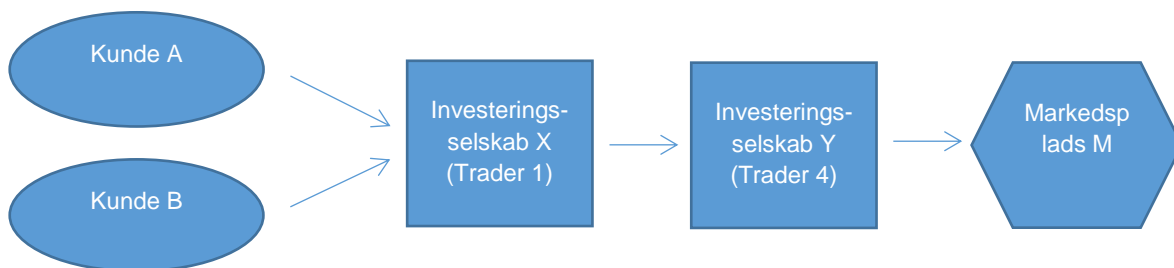 Kunde A
Kunde B
Investerings-
selskab X
(Trader 1)
Investerings-
selskab Y
(Trader 4)
Markedsp
lads M